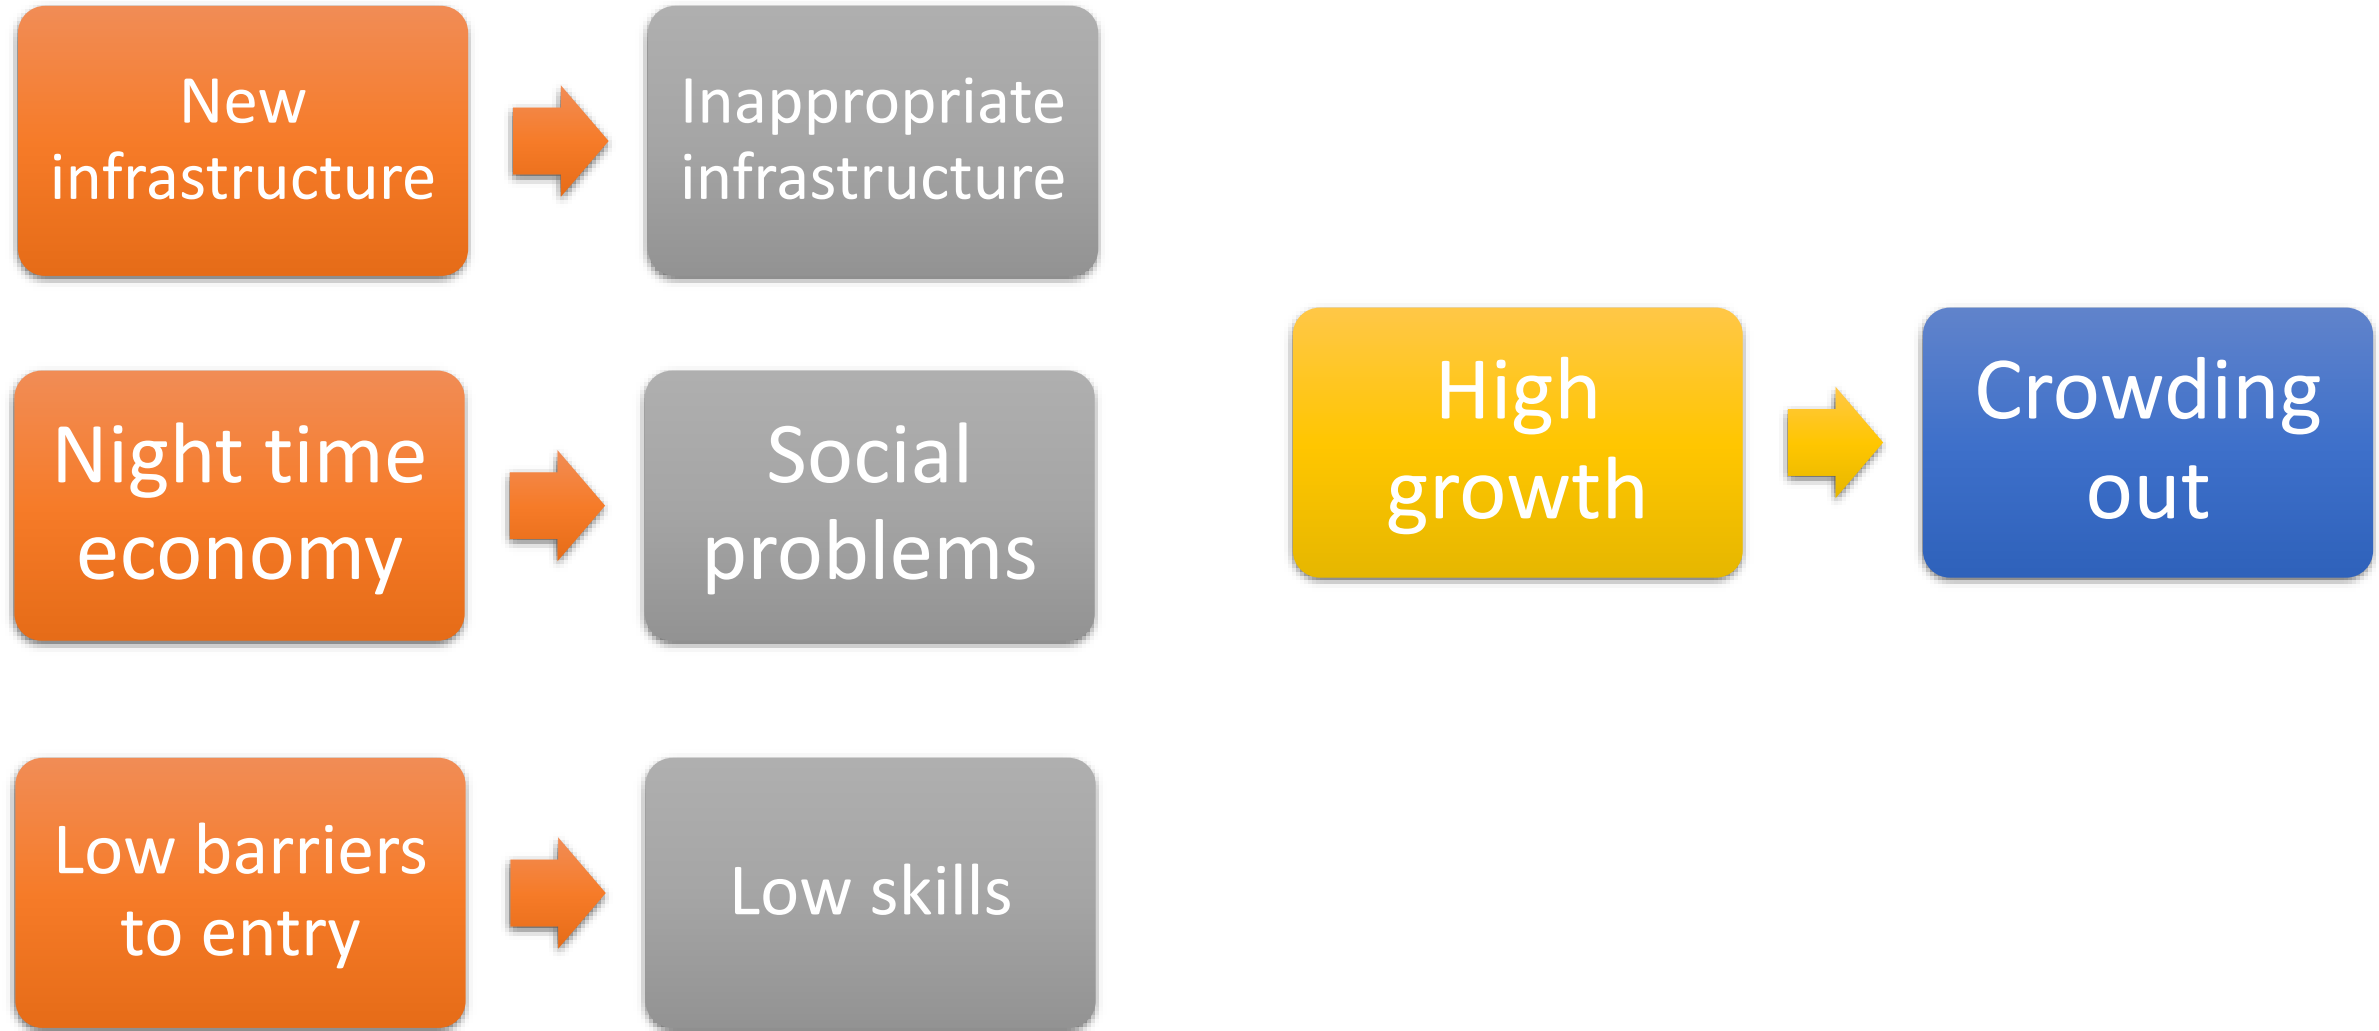 New
infrastructure
Inappropriate
infrastructure
Night time
economy
Social
problems
Low barriers
to entry
Low skills
High
growth
Crowding
out